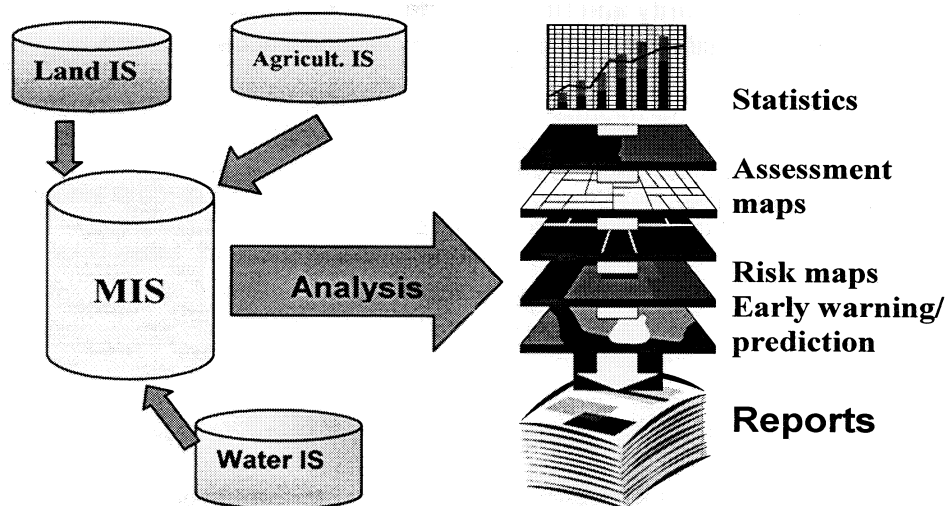 Land IS
Agricult. IS
MIS
Water IS
Analysis
Statistics
Assessment
maps
Risk maps
Early warning/
prediction
Reports